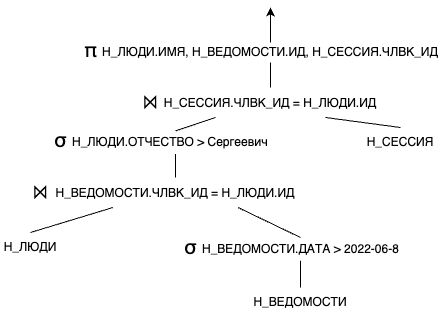 π Н_ЛЮДИ.ИМЯ, Н_ВЕДОМОСТИ.ИД, Н_СЕССИЯ.ЧЛВК_ИД
⋈ Н_СЕССИЯ.ЧЛВК_ИД = Н_ЛЮДИ.ИД
σ Н_ЛЮДИ.ОТЧЕСТВО > Сергеевич
Н_СЕССИЯ
⋈ Н_ВЕДОМОСТИ.ЧЛВК_ИД = Н_ЛЮДИ.ИД
Н_ЛЮДИ
σ Н_ВЕДОМОСТИ.ДАТА > 2022-06-8
Н_ВЕДОМОСТИ